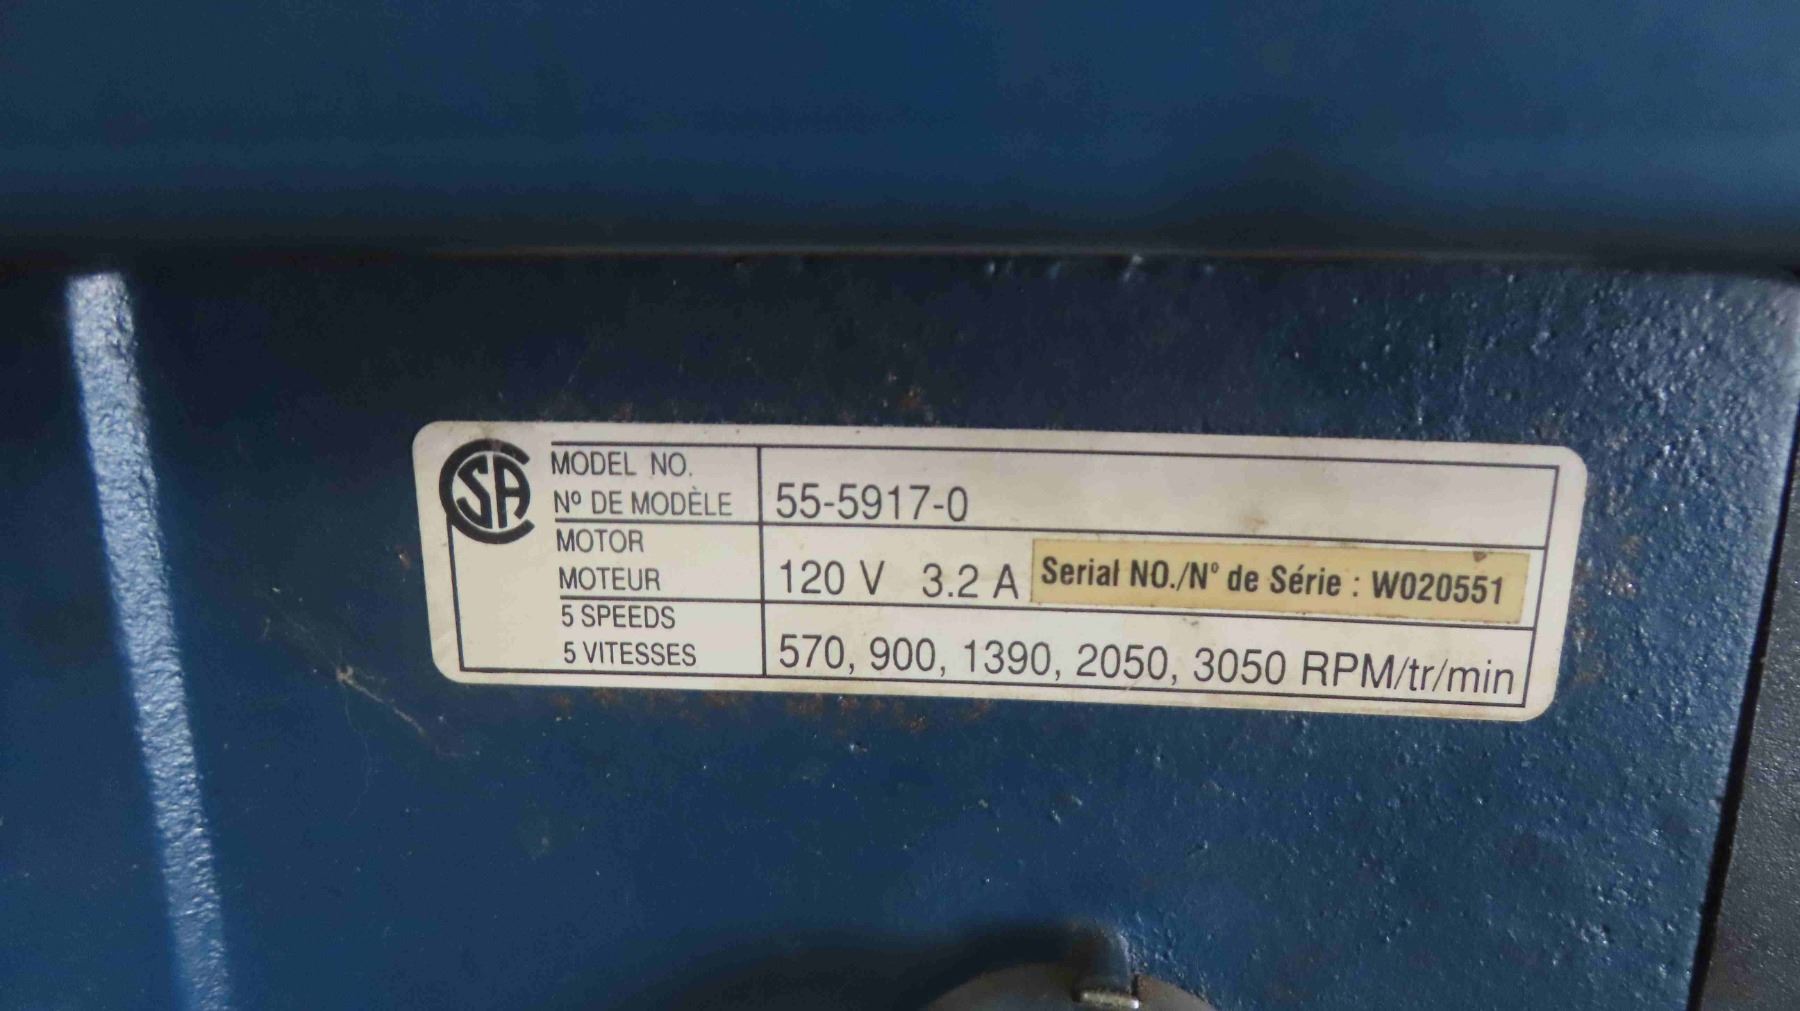 CSA
MODEL NO.
Nº DE MODÈLE
55-5917-0
MOTOR
MOTEUR
120 V 3.2 A
Serial NO./N° de Série : W020551
5 SPEEDS
5 VITESSES
570, 900, 1390, 2050, 3050 RPM/tr/min